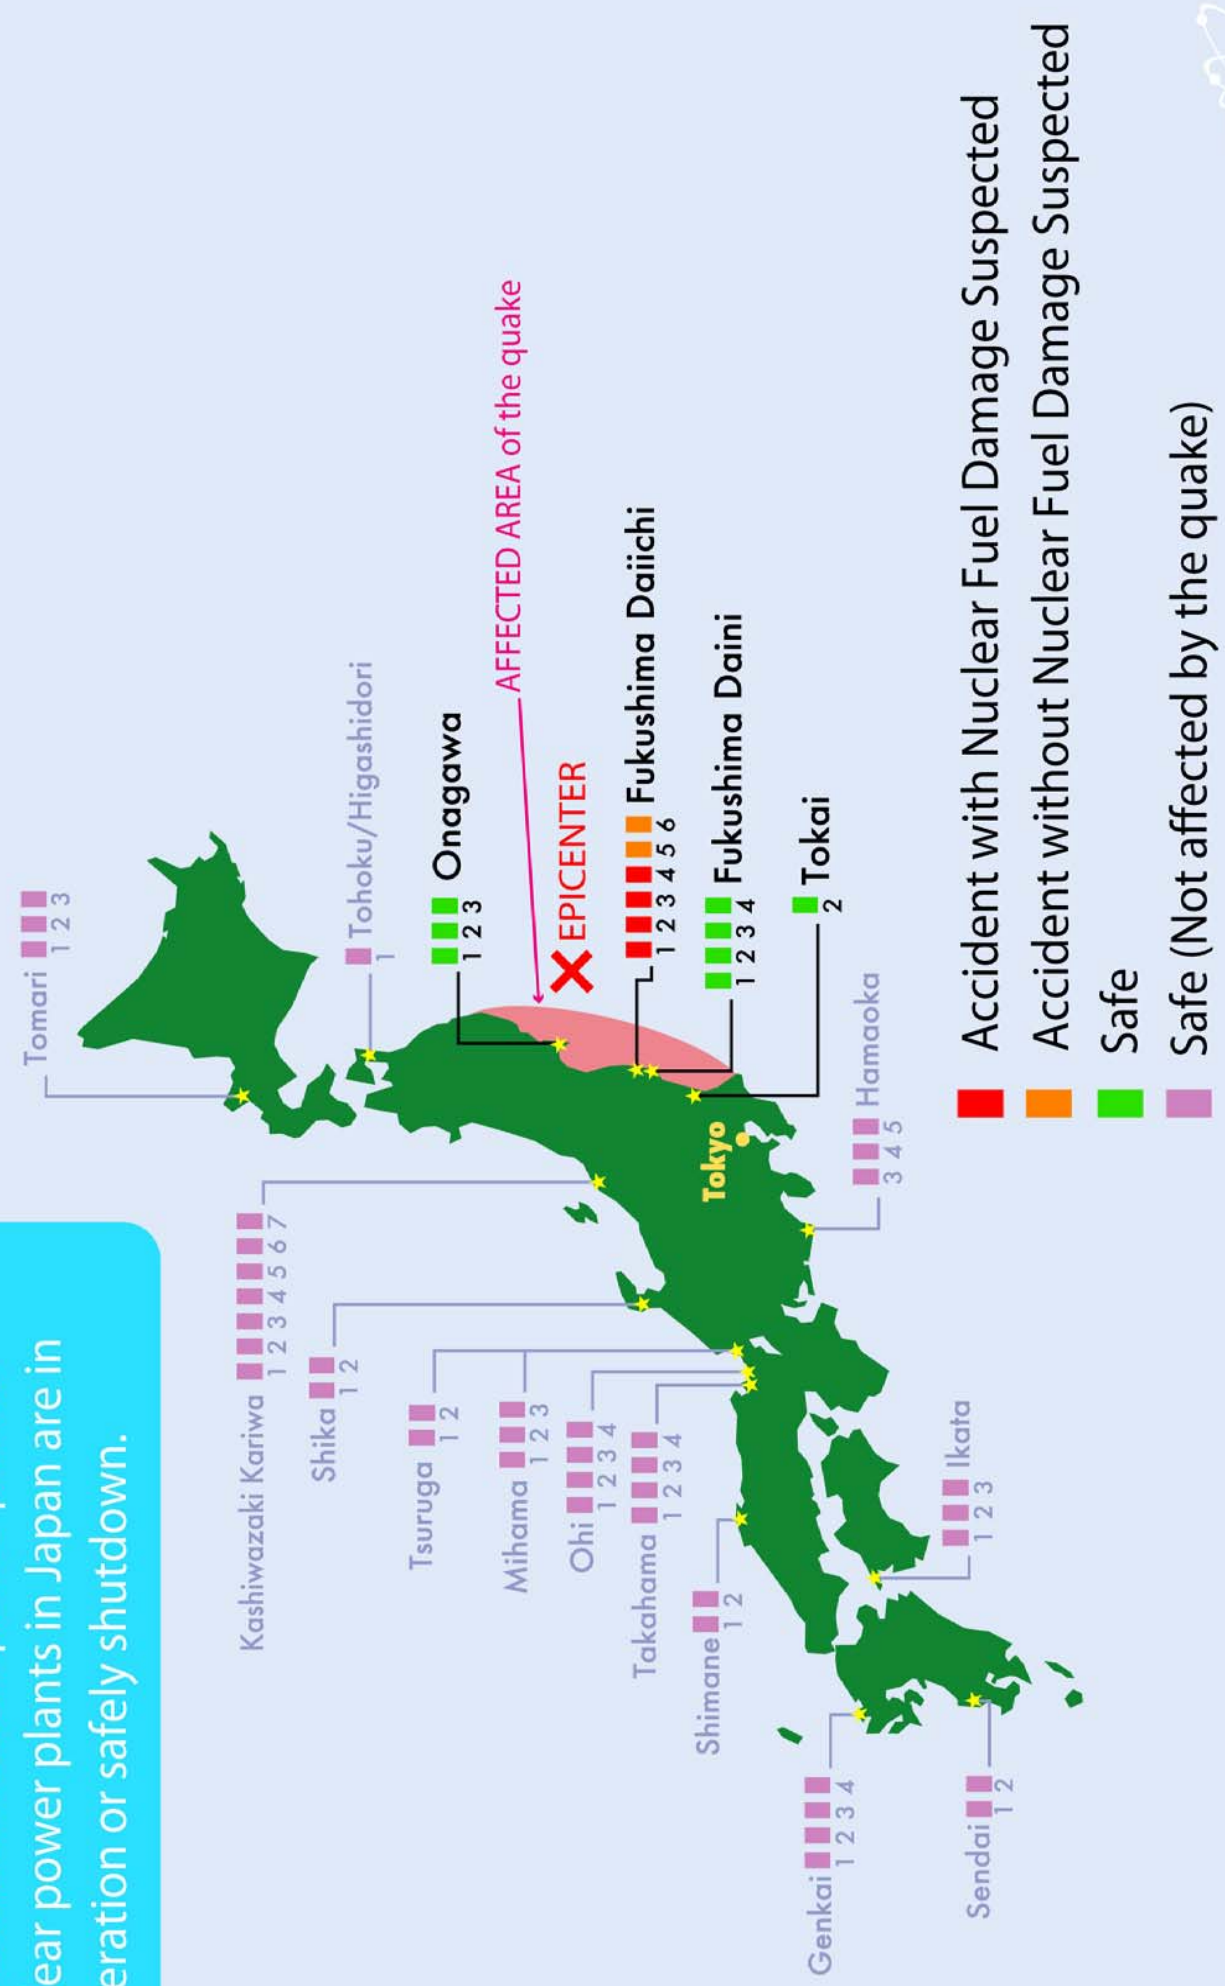 ear power plants in Japan are in
eration or safely shutdown.
Tomari
1 2 3
Kashiwazaki Kariwa
1 2 3 4 5 6 7
Shika
1 2
Tohoku/Higashidori
1
Tsuruga
1 2
Onagawa
1 2 3
Mihama
1 2 3
AFFECTED AREA of the quake
Ohi
1 2 3 4
EPICENTER
Takahama
1 2 3 4
Fukushima Daiichi
1 2 3 4 5 6
Shimane
1 2
Tokyo
Fukushima Daini
1 2 3 4
Genkai
1 2 3 4
Tokai
2
Hamaoka
3 4 5
Ikata
1 2 3
Sendai
1 2
Accident with Nuclear Fuel Damage Suspected
Accident without Nuclear Fuel Damage Suspected
Safe
Safe (Not affected by the quake)